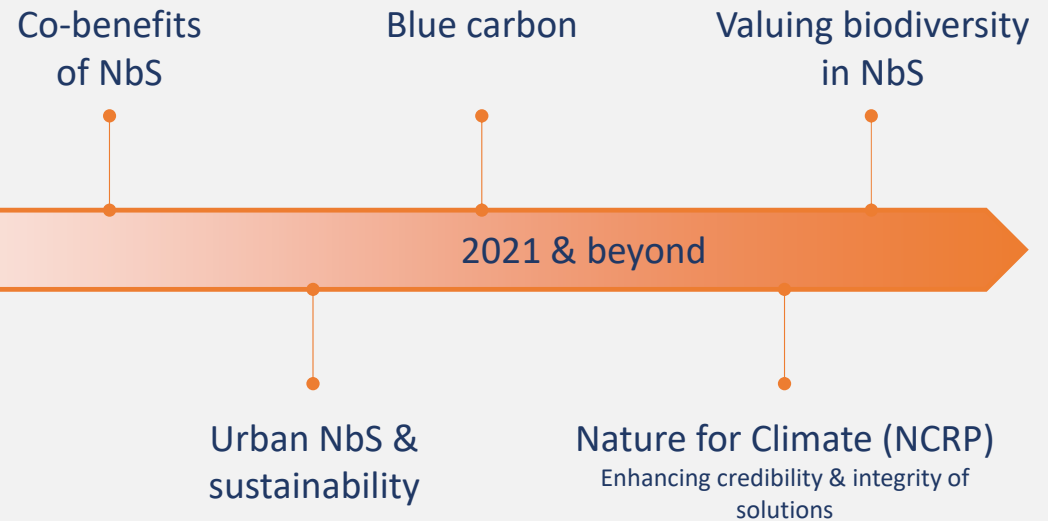 Co-benefits
of NbS
Blue carbon
Valuing biodiversity
in NbS
2021 & beyond
Urban NbS &
sustainability
Nature for Climate (NCRP)
Enhancing credibility & integrity of
solutions